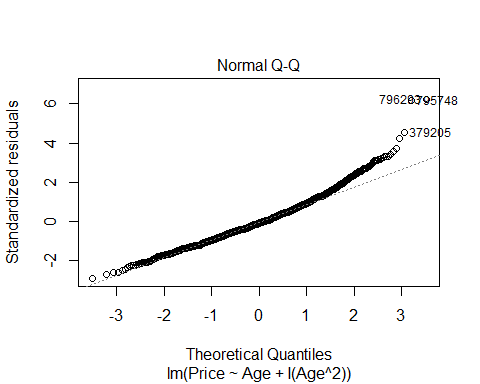 Normal Q-Q
795748
379205
6
4
2
0
-2
Standardized residuals
-3 -2 -1 0 1 2 3
Theoretical Quantiles
lm(Price ~ Age + I(Age^2))